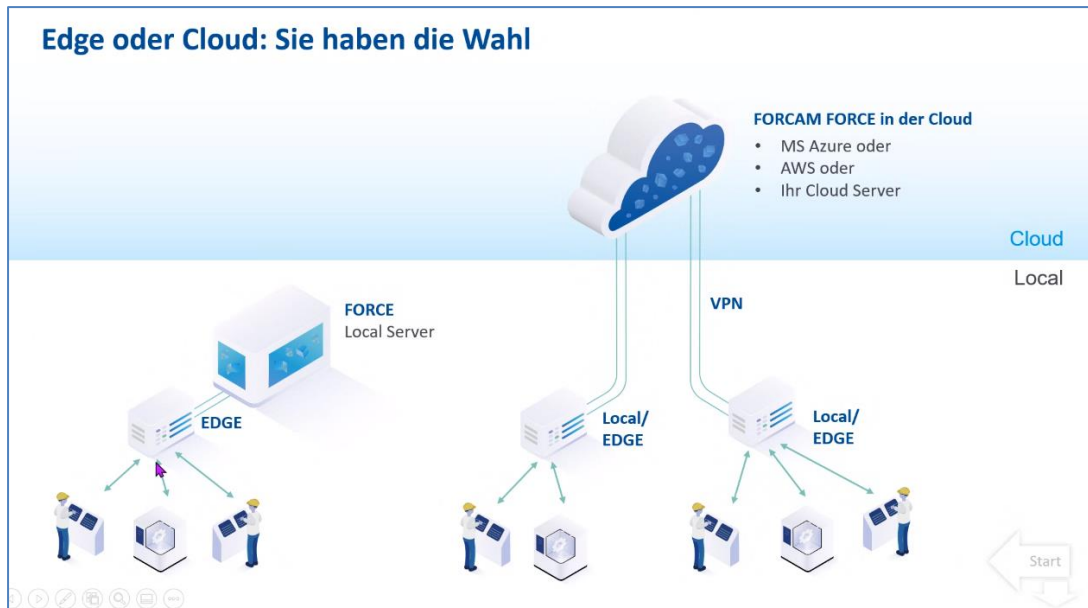 Edge oder Cloud: Sie haben die Wahl
FORCAM FORCE in der Cloud
• MS Azure oder
• AWS oder
• Ihr Cloud Server
Cloud
Local
VPN
FORCE
Local Server
EDGE
Local/
EDGE
Local/
EDGE
Start